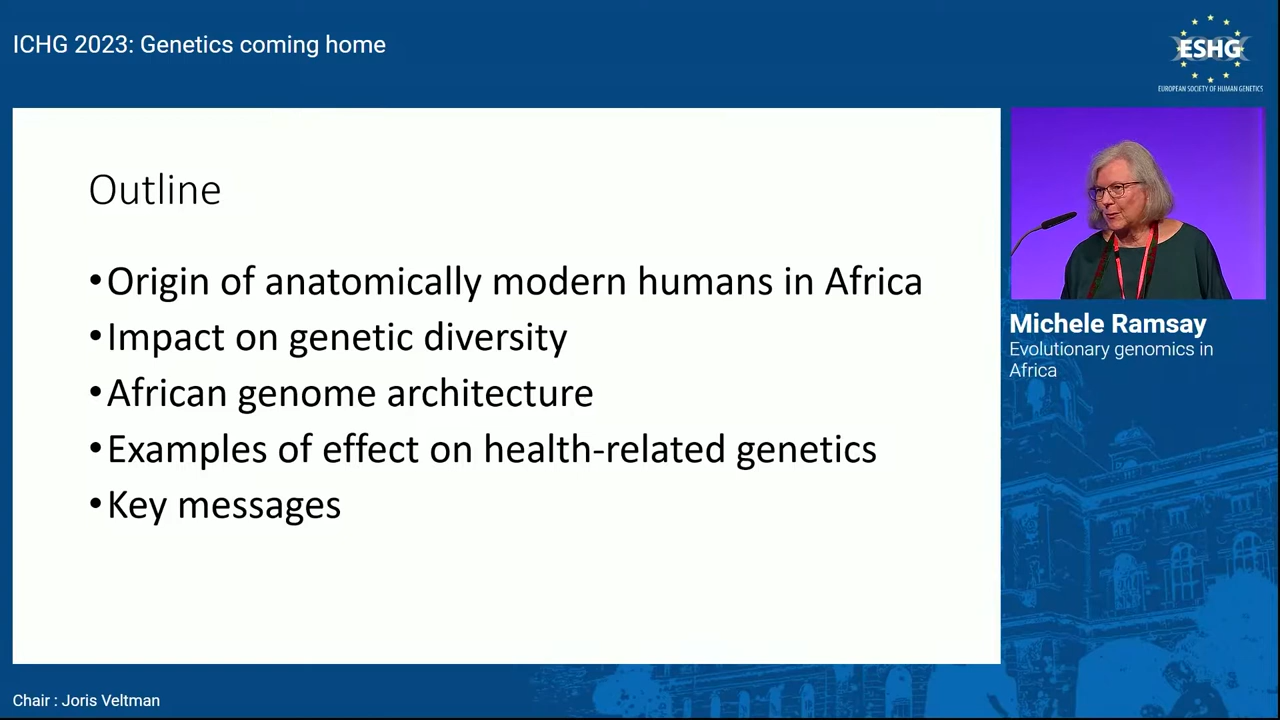 ICHG 2023: Genetics coming home
ESHG
EUROPEAN SOCIETY OF HUMAN GENETICS
Outline
•Origin of anatomically modern humans in Africa
•Impact on genetic diversity
•African genome architecture
•Examples of effect on health-related genetics
•Key messages
Michele Ramsay
Evolutionary genomics in
Africa
Chair : Joris Veltman